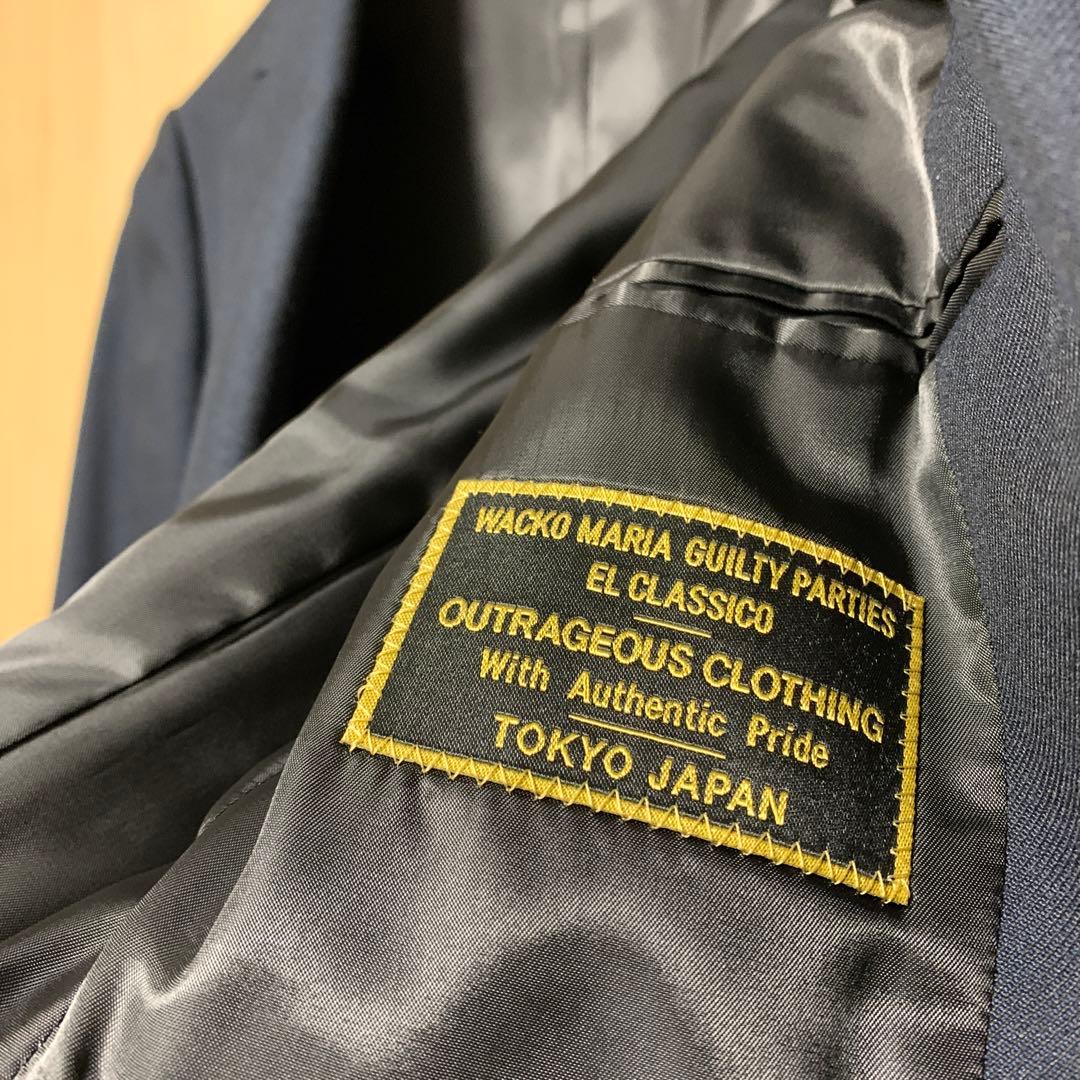 WACKO MARIA GUILTY PARTIES
EL CLASSICO
OUTRAGEOUS CLOTHING
With Authentic Pride
TOKYO JAPAN